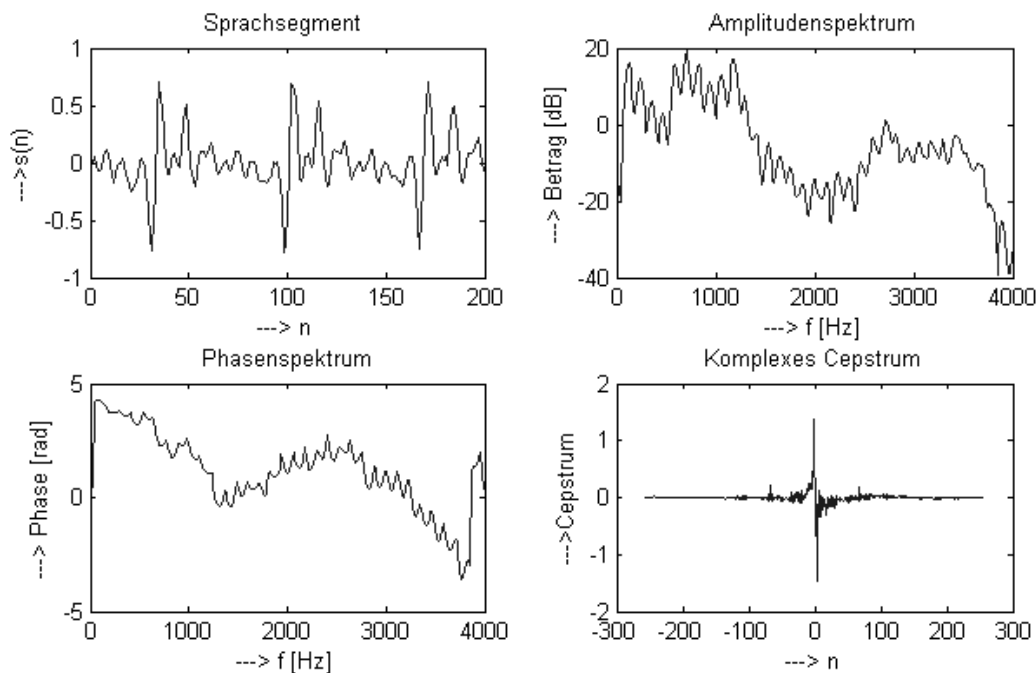 Sprachsegment
--->s(n)
1
0.5
0
-0.5
-1
0 50 100 150 200
---> n
Amplitudenspektrum
---> Betrag [dB]
20
0
-20
-40
0 1000 2000 3000 4000
---> f [Hz]
Phasenspektrum
---> Phase [rad]
5
0
-5
0 1000 2000 3000 4000
---> f [Hz]
Komplexes Cepstrum
--->Cepstrum
2
1
0
-1
-2
-300 -200 -100 0 100 200 300
---> n